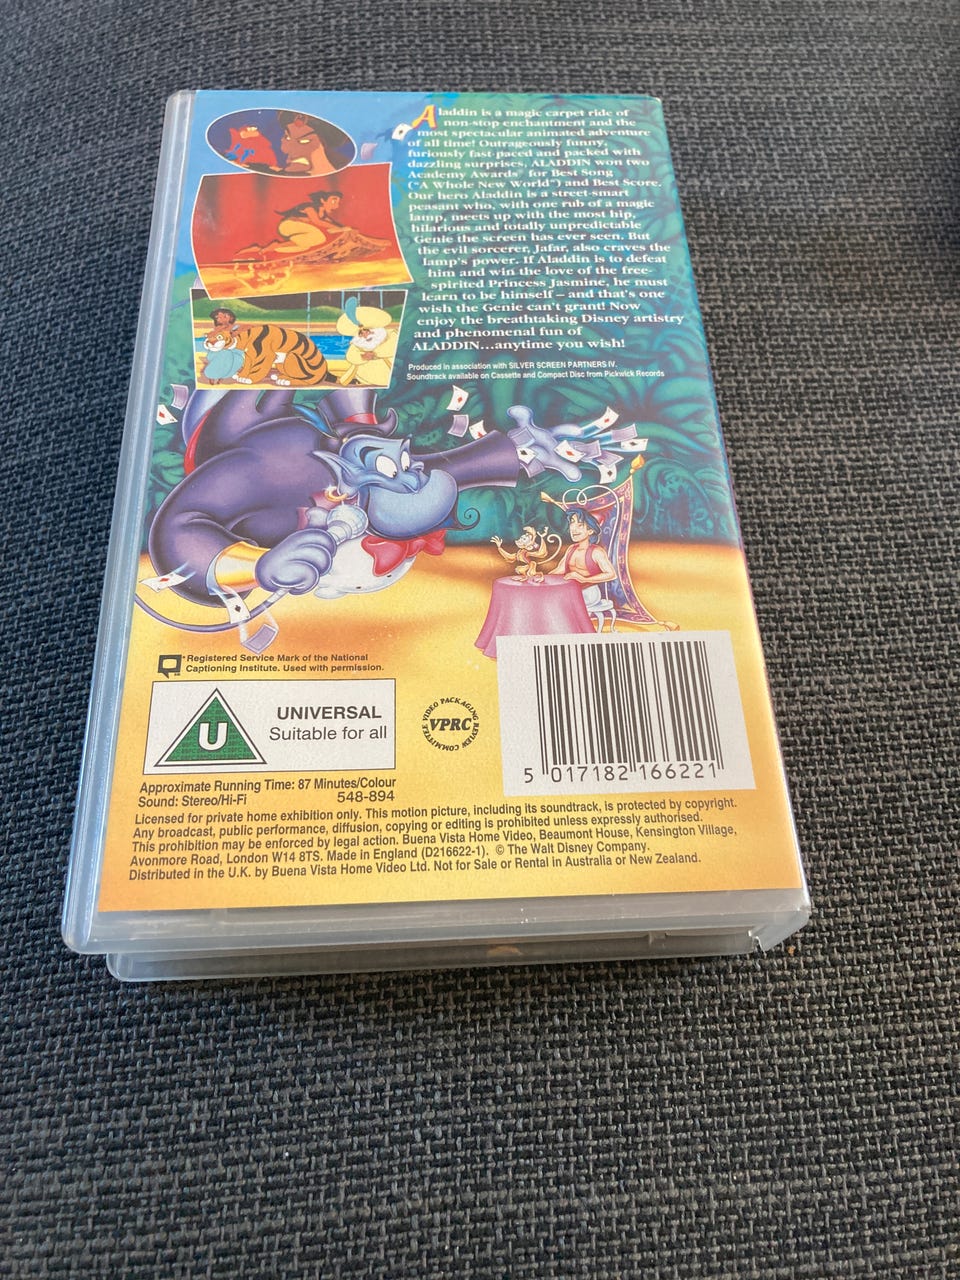 Aladdin is a magic carpet ride of
non-stop enchantment and the
most spectacular animated adventure
of all time! Outrageously funny,
furiously fast-paced and packed with
dazzling surprises, ALADDIN won two
Academy Awards® for Best Song
("A Whole New World") and Best Score.
Our hero Aladdin is a street-smart
peasant who, with one rub of a magic
lamp, meets up with the most hip,
hilarious and totally unpredictable
Genie the screen has ever seen. But
the evil sorcerer, Jafar, also craves the
lamp's power. If Aladdin is to defeat
him and win the love of the free-
spirited Princess Jasmine, he must
learn to be himself – and that's one
wish the Genie can't grant! Now
enjoy the breathtaking Disney artistry
and phenomenal fun of
ALADDIN...anytime you wish!
Produced in association with SILVER SCREEN PARTNERS IV.
Soundtrack available on Cassette and Compact Disc from Pickwick Records
Registered Service Mark of the National
Captioning Institute. Used with permission.
U
UNIVERSAL
Suitable for all
VIDEO PACKAGING REVIEW COMMITTEE
VPRC
5 017182 166221
Approximate Running Time: 87 Minutes/Colour
Sound: Stereo/Hi-Fi 548-894
Licensed for private home exhibition only. This motion picture, including its soundtrack, is protected by copyright.
Any broadcast, public performance, diffusion, copying or editing is prohibited unless expressly authorised.
This prohibition may be enforced by legal action. Buena Vista Home Video, Beaumont House, Kensington Village,
Avonmore Road, London W14 8TS. Made in England (D216622-1). © The Walt Disney Company.
Distributed in the U.K. by Buena Vista Home Video Ltd. Not for Sale or Rental in Australia or New Zealand.